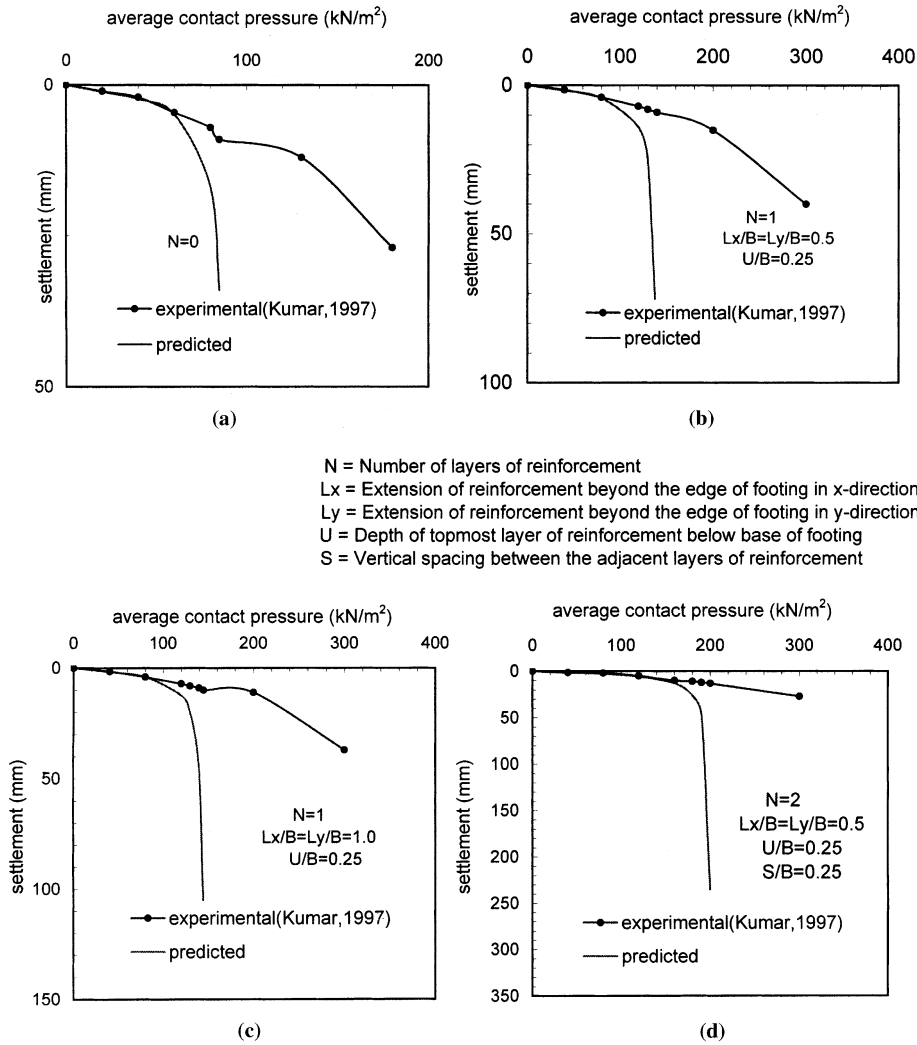 average contact pressure (kN/m²)
0 100 200
0
50
settlement (mm)
N=0
experimental(Kumar,1997)
predicted
(a)
average contact pressure (kN/m²)
0 100 200 300 400
0
50
100
settlement (mm)
N=1
Lx/B=Ly/B=0.5
U/B=0.25
experimental(Kumar,1997)
predicted
(b)
N = Number of layers of reinforcement
Lx = Extension of reinforcement beyond the edge of footing in x-direction
Ly = Extension of reinforcement beyond the edge of footing in y-direction
U = Depth of topmost layer of reinforcement below base of footing
S = Vertical spacing between the adjacent layers of reinforcement
average contact pressure (kN/m²)
0 100 200 300 400
0
50
100
150
settlement (mm)
N=1
Lx/B=Ly/B=1.0
U/B=0.25
experimental(Kumar,1997)
predicted
(c)
average contact pressure (kN/m²)
0 100 200 300 400
0
50
100
150
200
250
300
350
settlement (mm)
N=2
Lx/B=Ly/B=0.5
U/B=0.25
S/B=0.25
experimental(Kumar,1997)
predicted
(d)